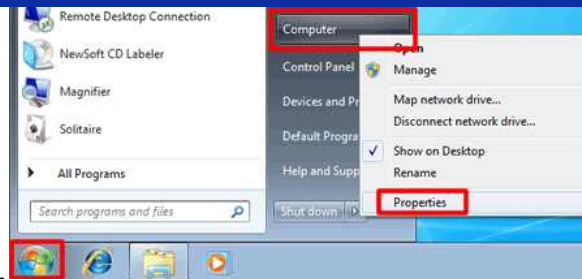 Remote Desktop Connection
NewSoft CD Labeler
Magnifier
Solitaire
All Programs
Search programs and files
Computer
Control Panel
Devices and Pr
Default Progra
Help and Supp
Shut down
Open
Manage
Map network drive...
Disconnect network drive...
Show on Desktop
Rename
Properties